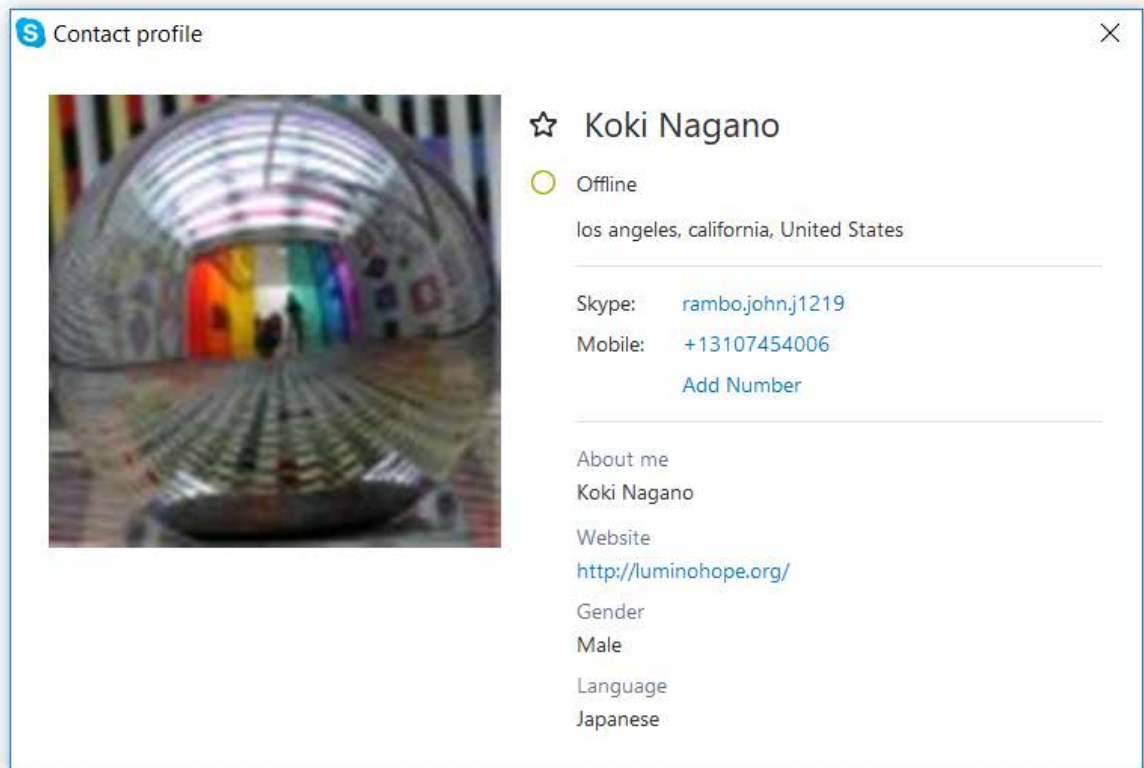 Contact profile
Koki Nagano
Offline
los angeles, california, United States
Skype: rambo.john.j1219
Mobile: +13107454006
Add Number
About me
Koki Nagano
Website
http://luminohope.org/
Gender
Male
Language
Japanese